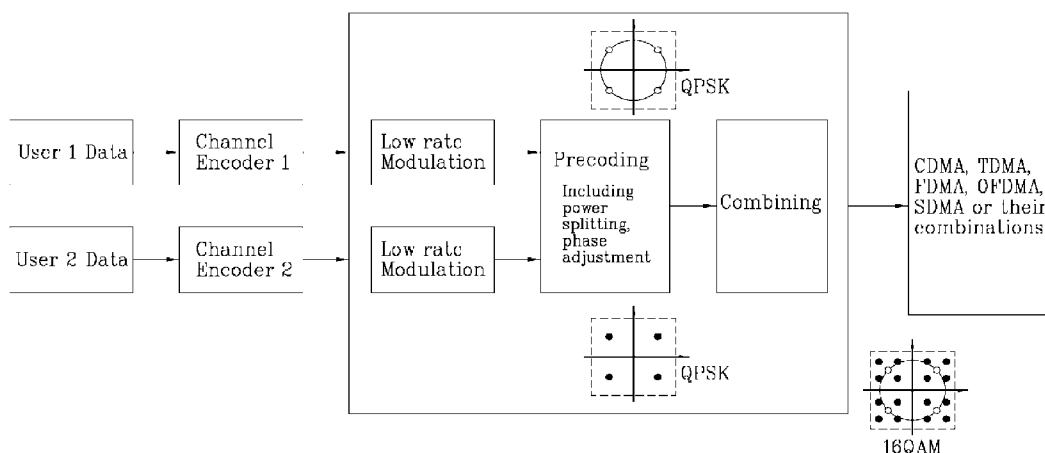 QPSK
User 1 Data
Channel
Encoder 1
Low rate
Modulation
Precoding
Including
power
splitting,
phase
adjustment
Combining
CDMA, TDMA,
FDMA, OFDMA,
SDMA or their
combinations
User 2 Data
Channel
Encoder 2
Low rate
Modulation
QPSK
16QAM